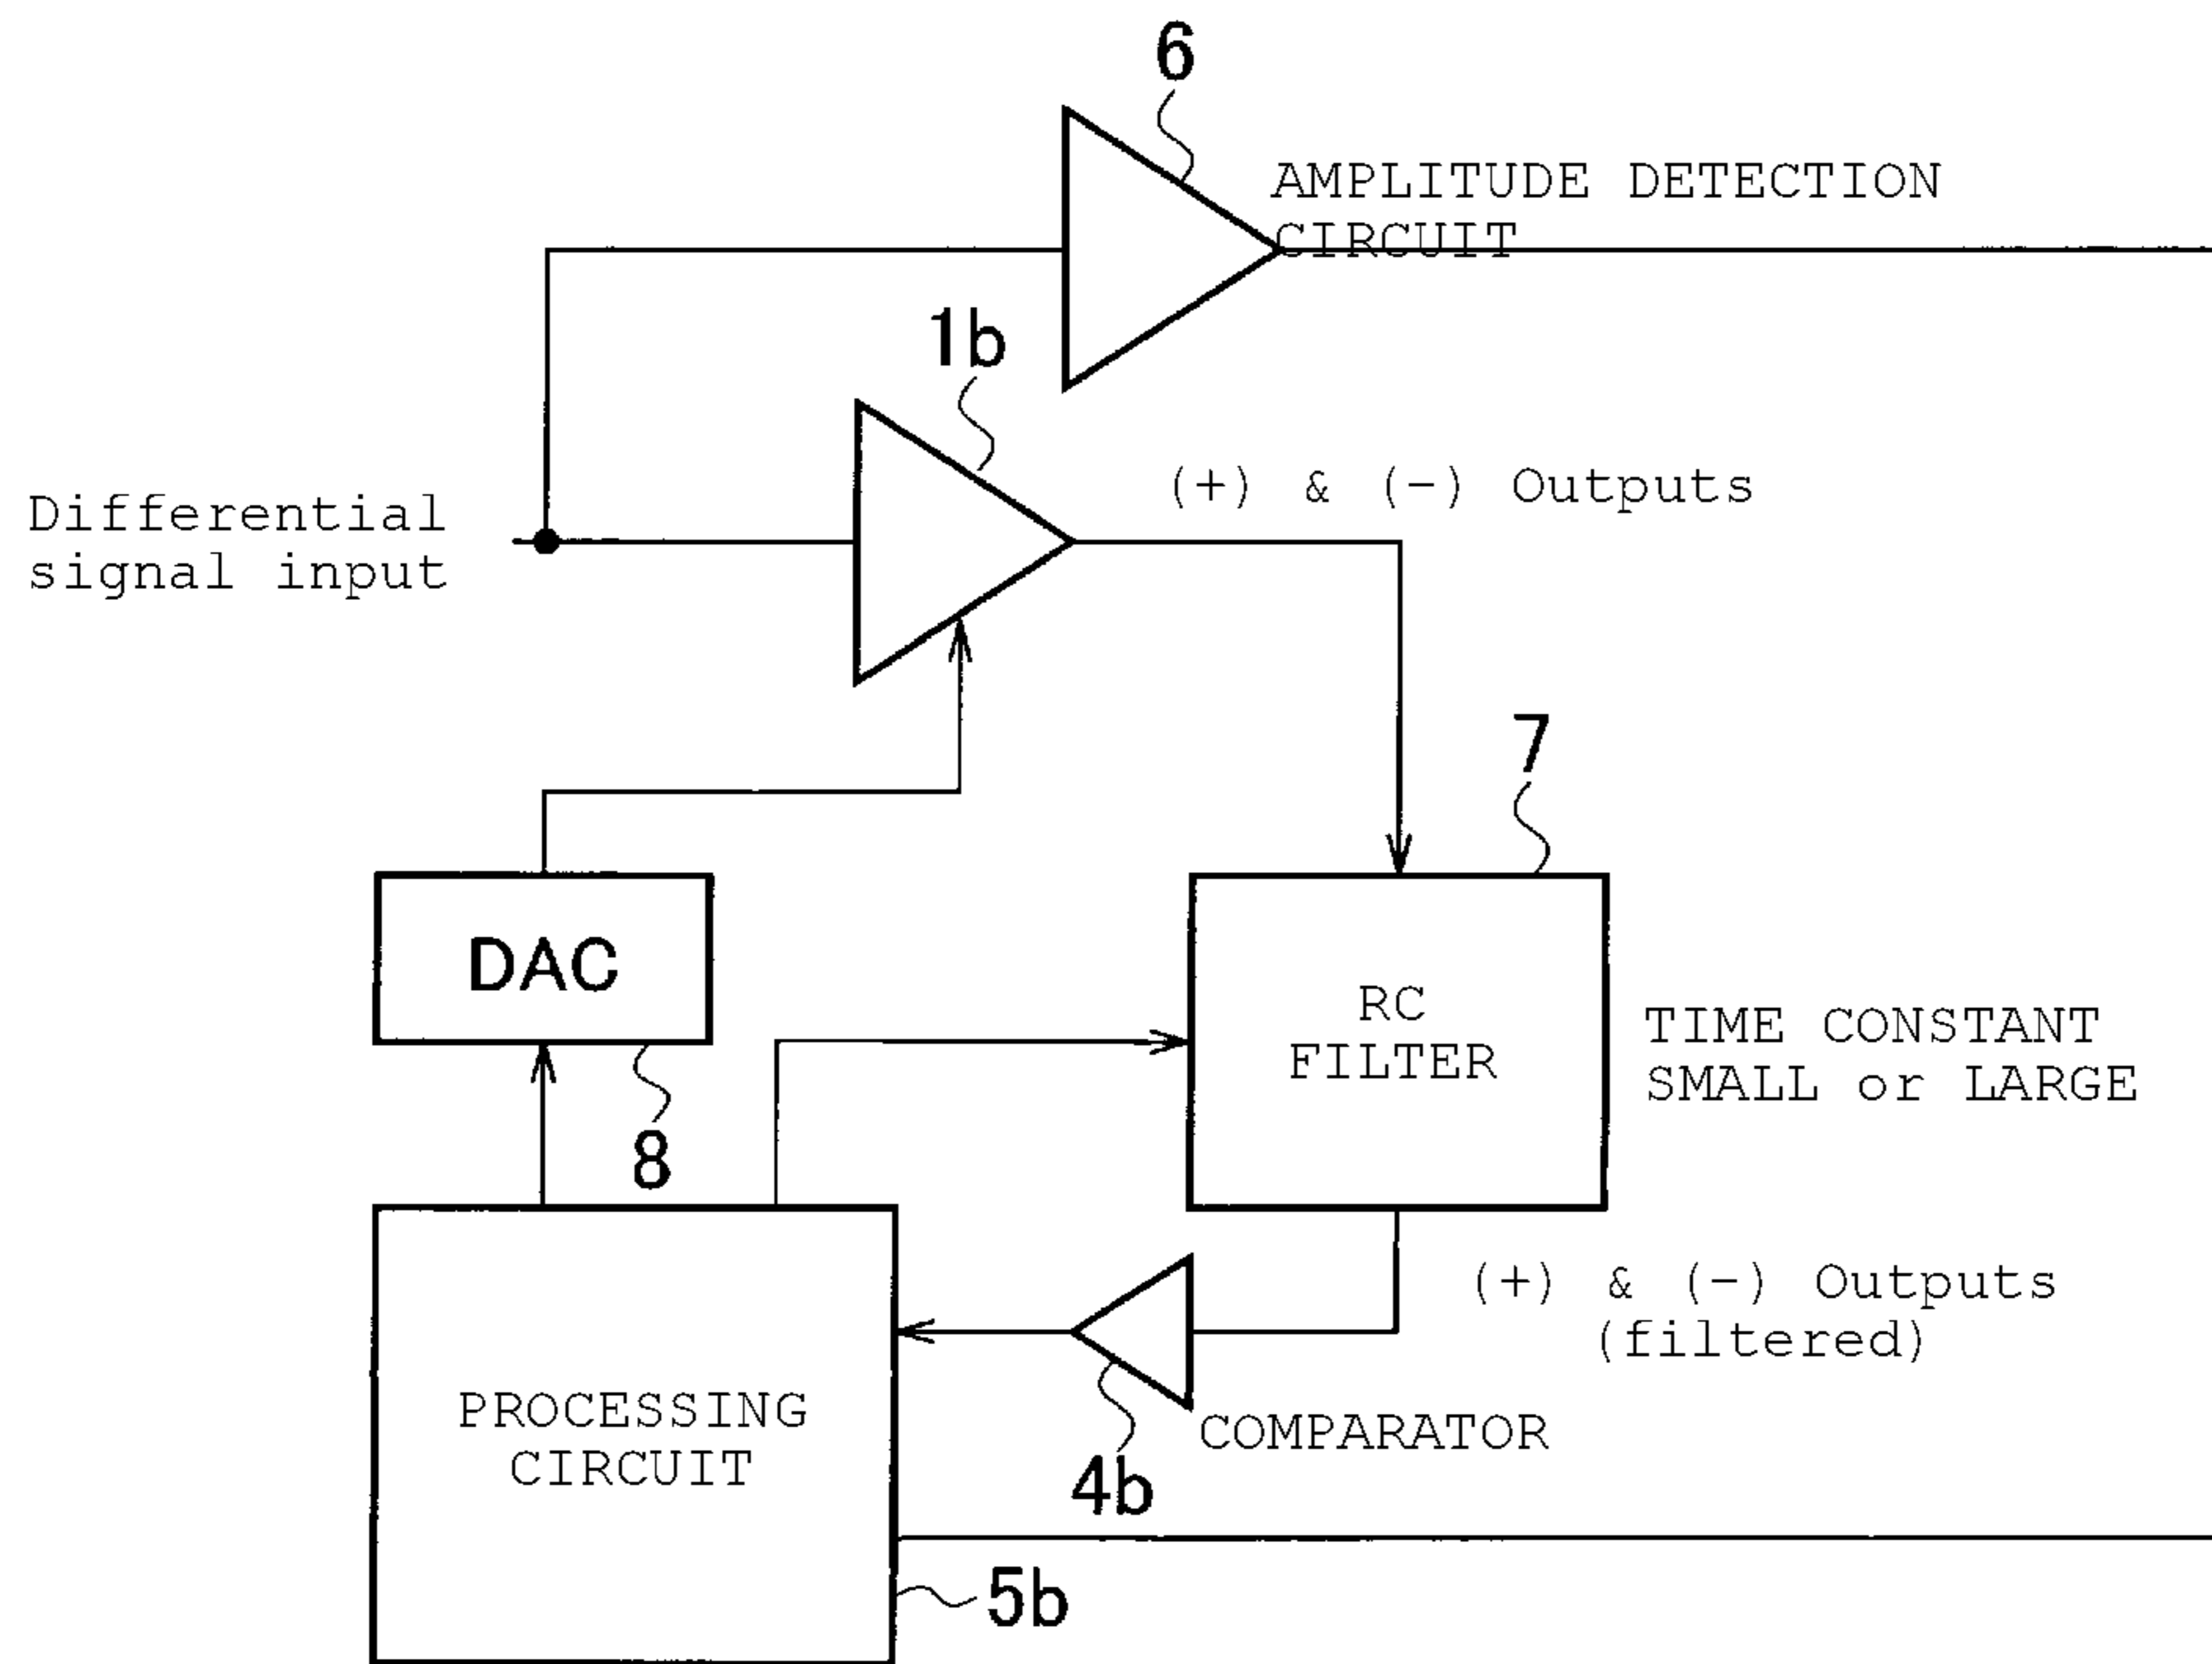 6
AMPLITUDE DETECTION
CIRCUIT
1b
(+) & (-) Outputs
Differential
signal input
7
DAC
RC
FILTER
TIME CONSTANT
SMALL or LARGE
8
(+) & (-) Outputs
(filtered)
PROCESSING
CIRCUIT
COMPARATOR
4b
5b